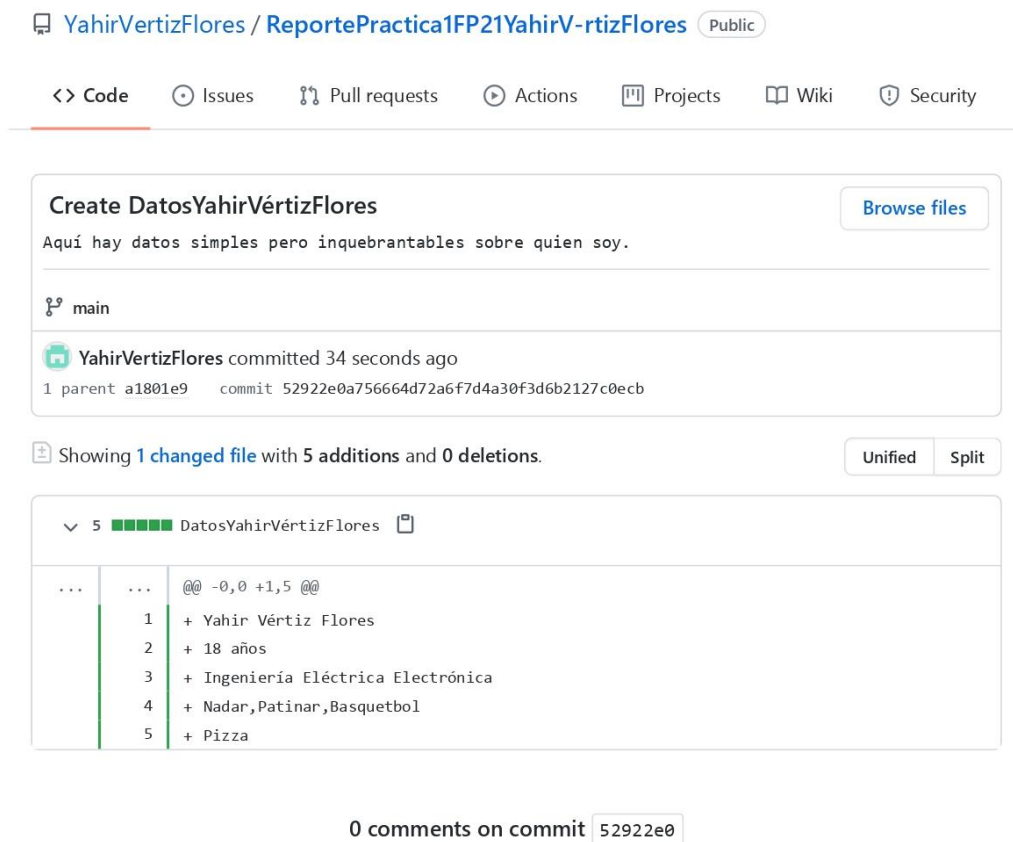 YahirVertizFlores / ReportePractica1FP21YahirV-rtizFlores Public
<> Code Issues Pull requests Actions Projects Wiki Security
Create DatosYahirVértizFlores
Browse files
Aquí hay datos simples pero inquebrantables sobre quien soy.
main
YahirVertizFlores committed 34 seconds ago
1 parent a1801e9 commit 52922e0a756664d72a6f7d4a30f3d6b2127c0ecb
Showing 1 changed file with 5 additions and 0 deletions.
Unified Split
5 DatosYahirVértizFlores
... ... @@ -0,0 +1,5 @@
1 + Yahir Vértiz Flores
2 + 18 años
3 + Ingeniería Eléctrica Electrónica
4 + Nadar,Patinar,Basquetbol
5 + Pizza
0 comments on commit 52922e0